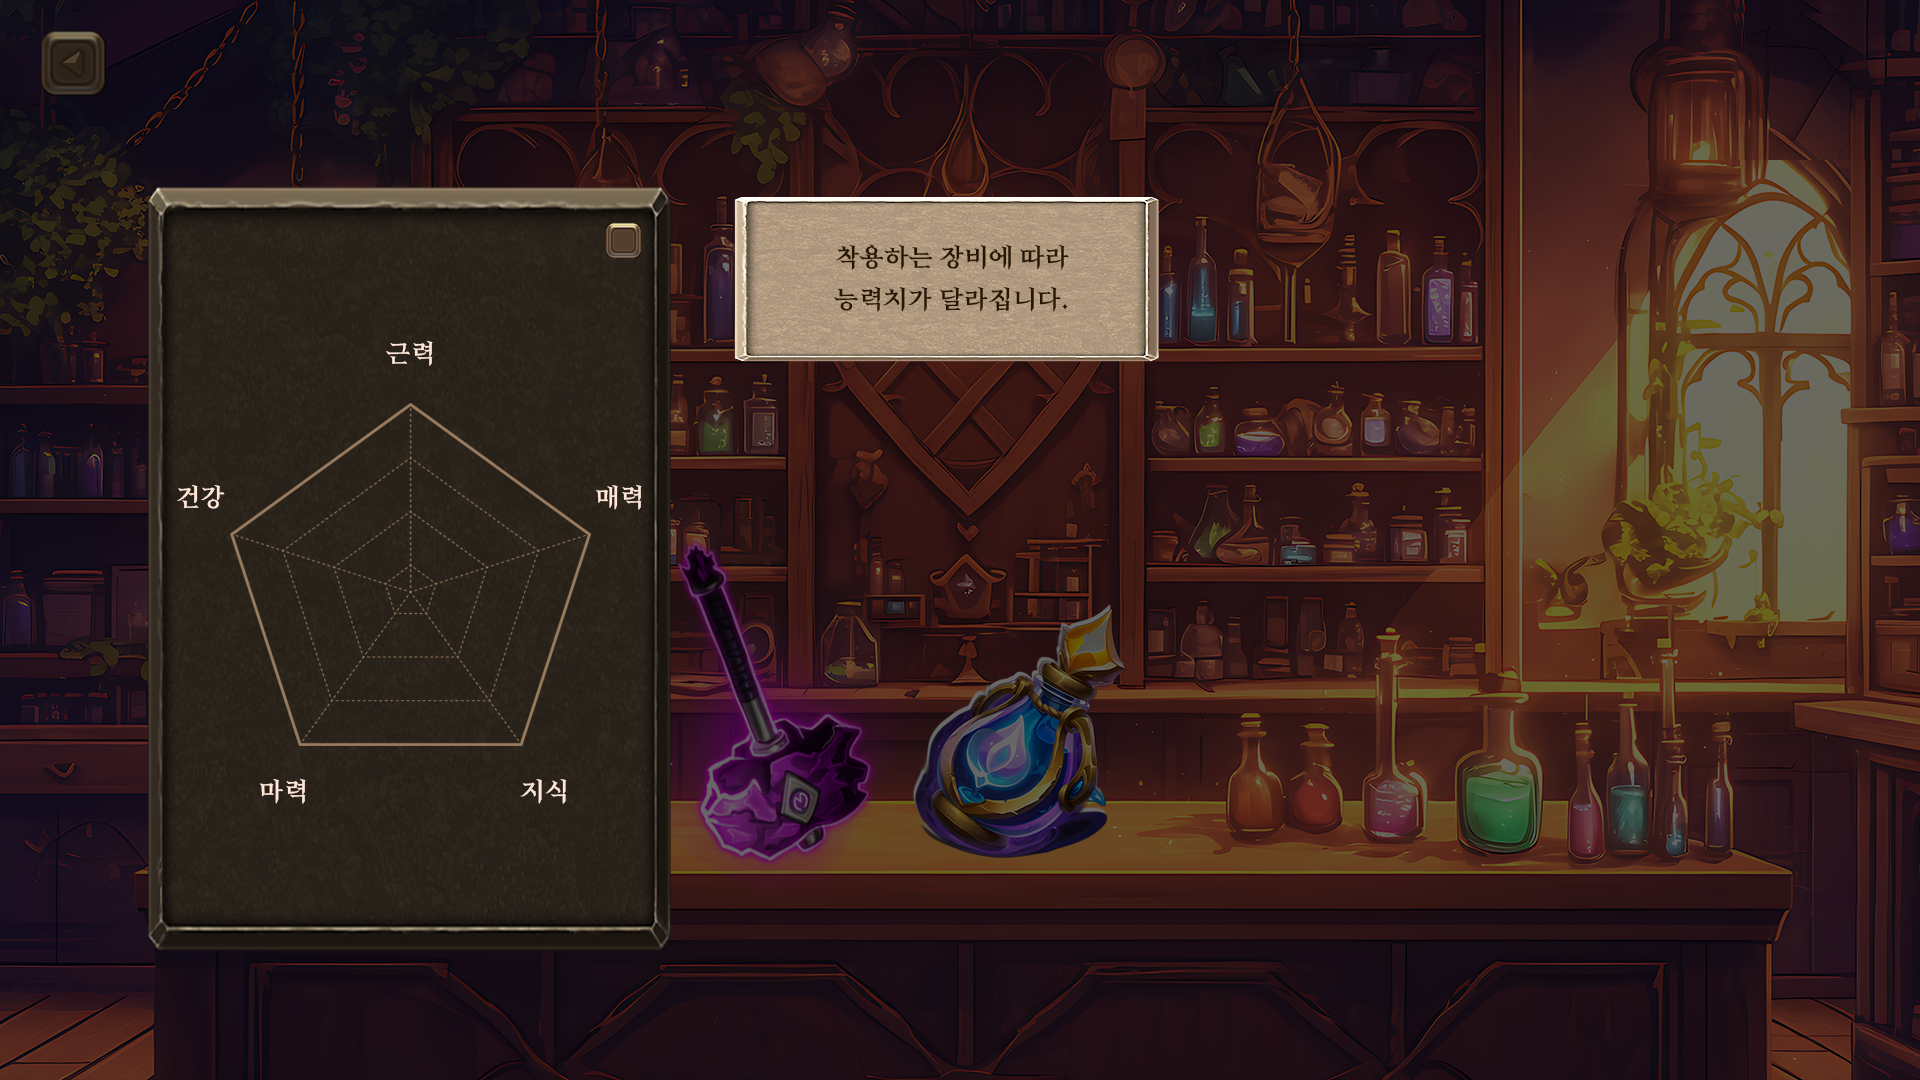 착용하는 장비에 따라
능력치가 달라집니다.
근력
건강
매력
마력
지식